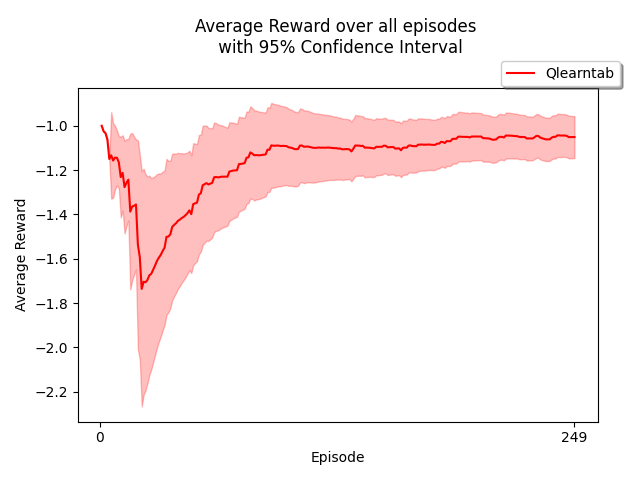 Average Reward over all episodes
with 95% Confidence Interval
Qlearntab
Average Reward
−1.0
−1.2
−1.4
−1.6
−1.8
−2.0
−2.2
0
249
Episode